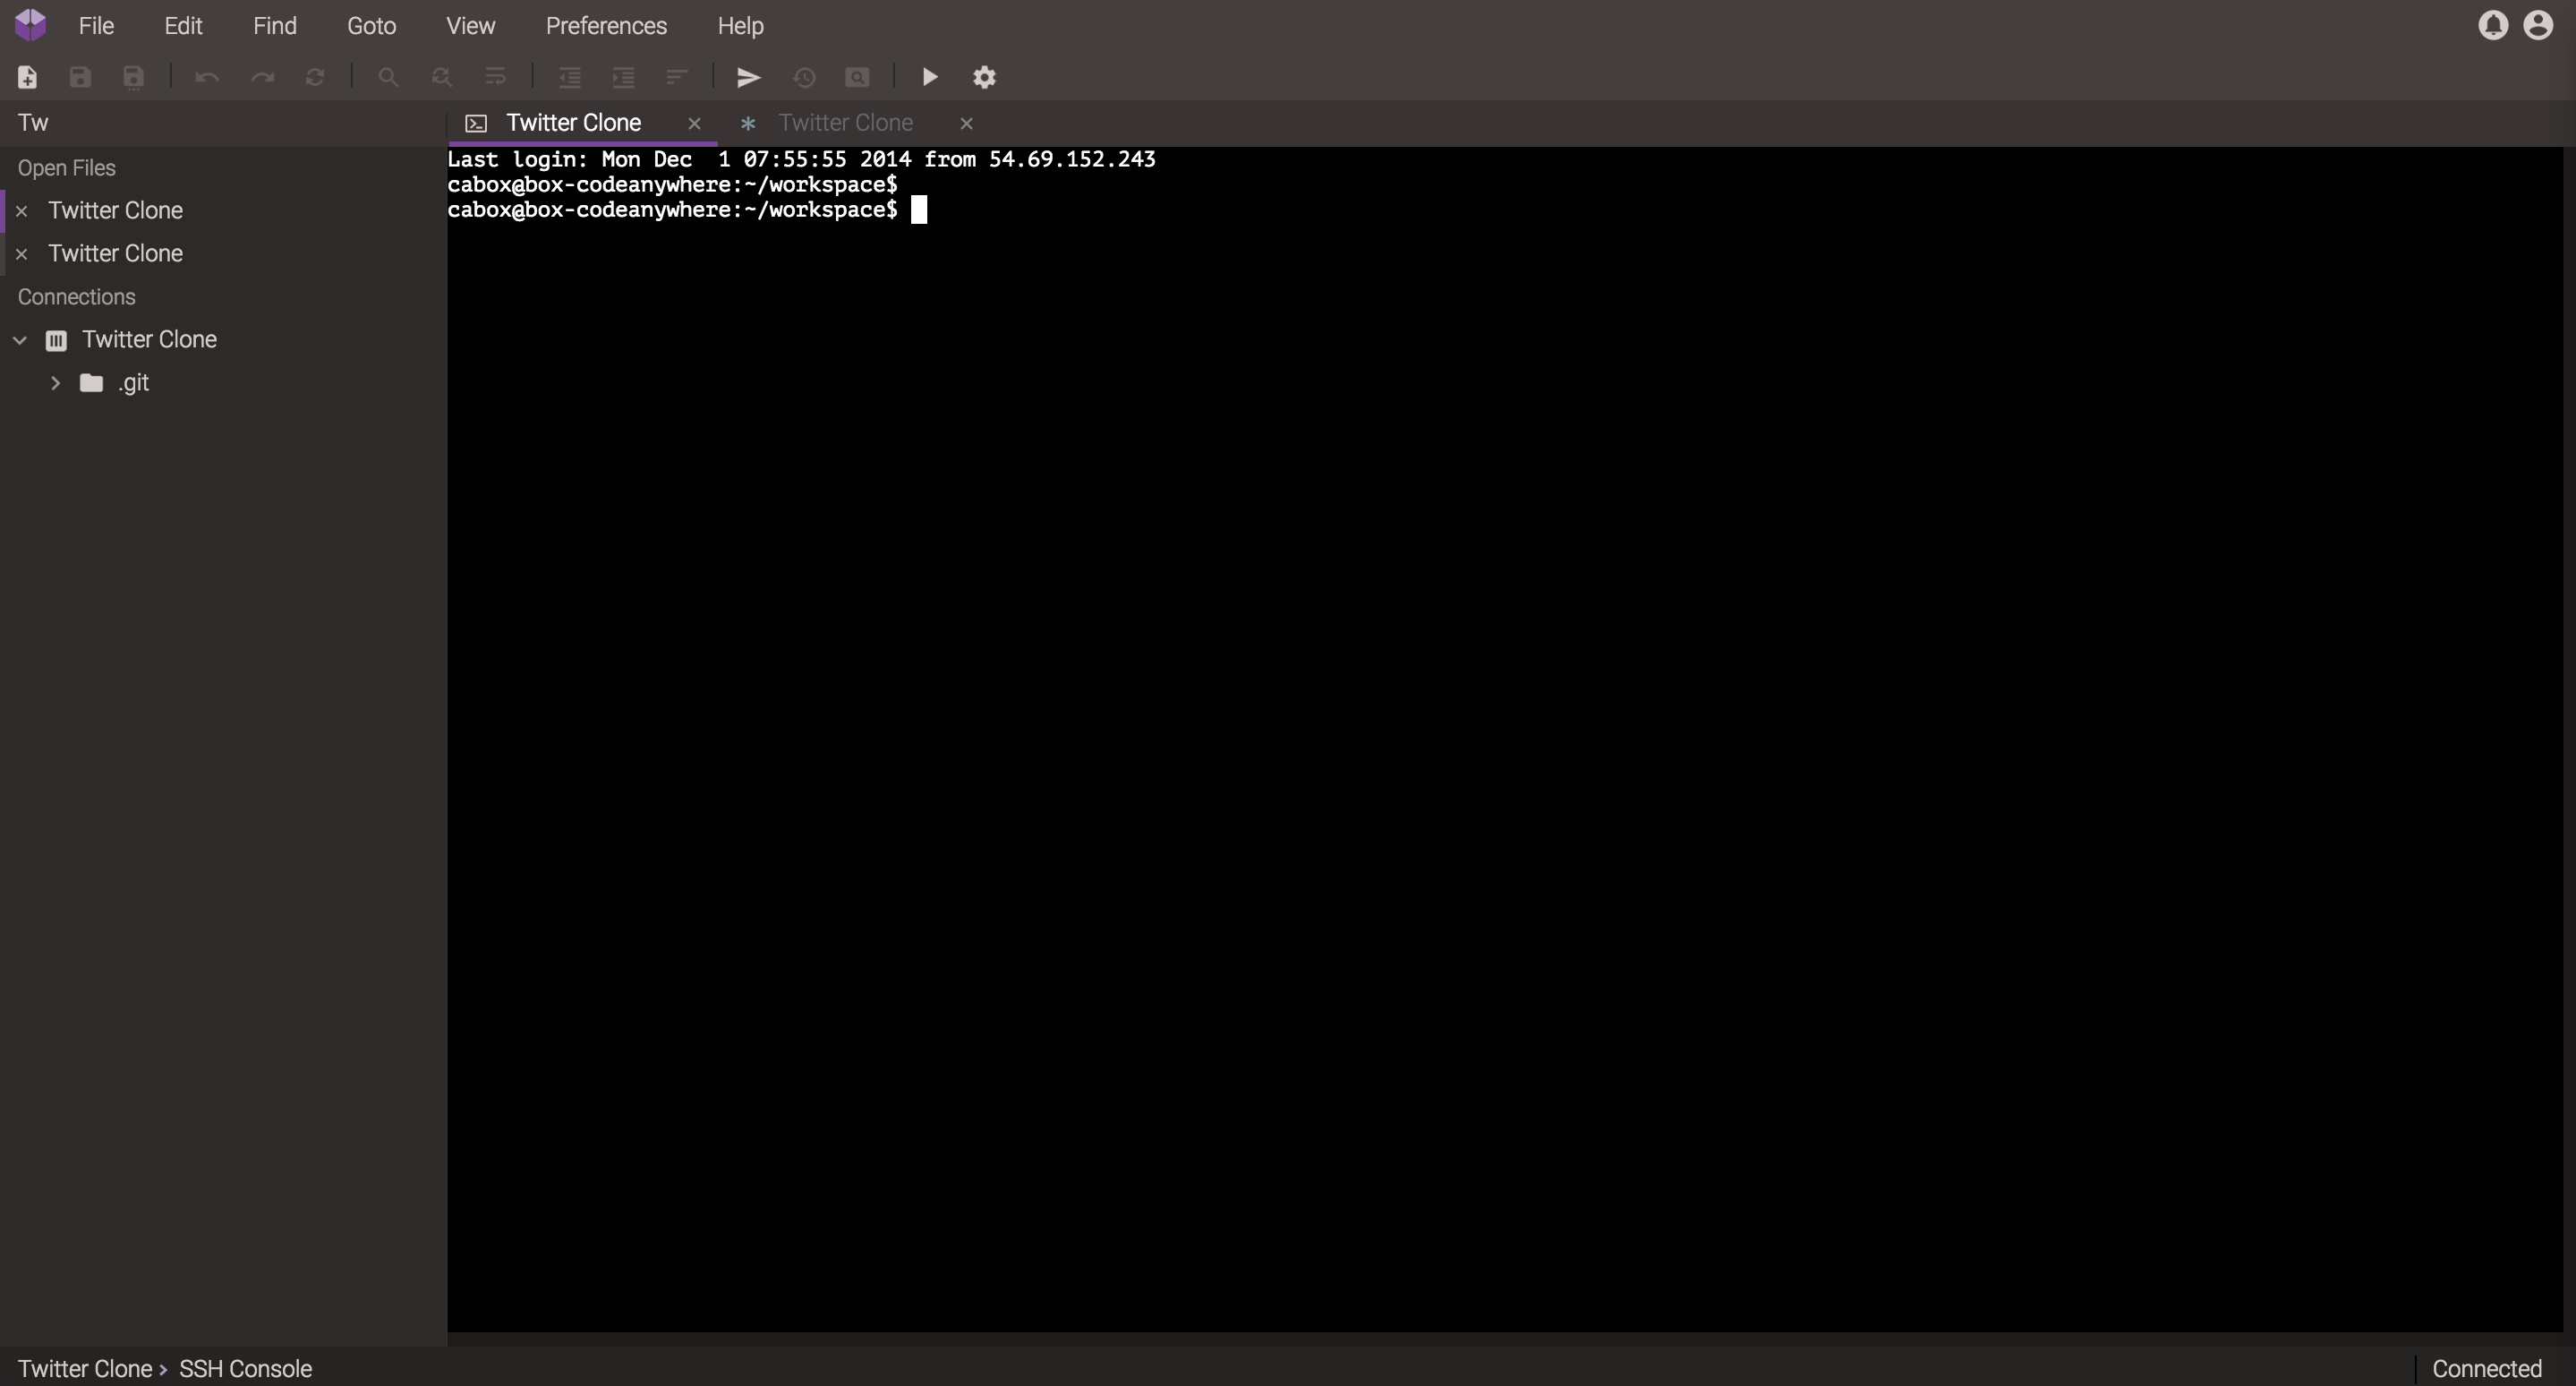 File Edit Find Goto View Preferences Help
Tw
Twitter Clone Twitter Clone
Open Files
Twitter Clone
Twitter Clone
Connections
Twitter Clone
.git
Last login: Mon Dec  1 07:55:55 2014 from 54.69.152.243
cabox@box-codeanywhere:~/workspace$
cabox@box-codeanywhere:~/workspace$
Twitter Clone > SSH Console
Connected